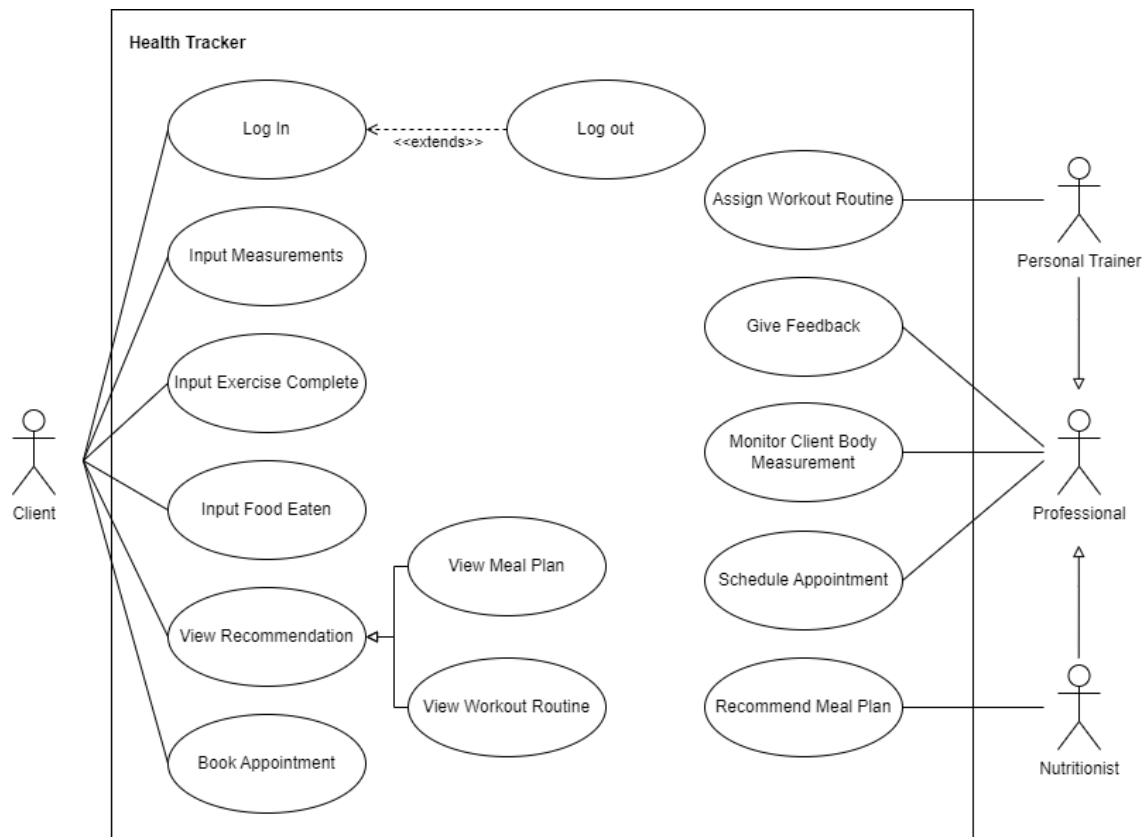 Health Tracker
Log In
<<extends>>
Log out
Assign Workout Routine
Personal Trainer
Input Measurements
Give Feedback
Input Exercise Complete
Monitor Client Body
Measurement
Client
Professional
Input Food Eaten
View Meal Plan
Schedule Appointment
View Recommendation
View Workout Routine
Recommend Meal Plan
Book Appointment
Nutritionist